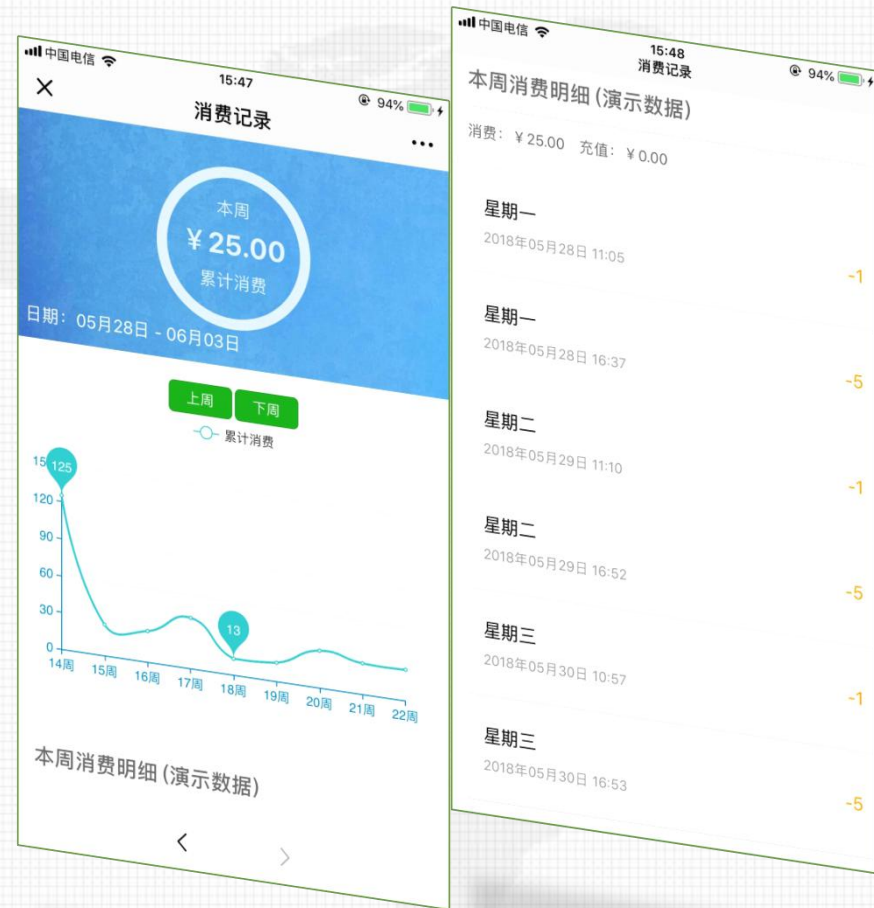 中国电信
15:47
94%
消费记录
本周
¥ 25.00
累计消费
日期：05月28日 - 06月03日
上周 下周
累计消费
125
120
90
60
30
0
13
14周 15周 16周 17周 18周 19周 20周 21周 22周
本周消费明细 (演示数据)
中国电信
15:48
94%
消费记录
本周消费明细 (演示数据)
消费：¥25.00 充值：¥0.00
星期一
2018年05月28日 11:05
-1
星期一
2018年05月28日 16:37
-5
星期二
2018年05月29日 11:10
-1
星期二
2018年05月29日 16:52
-5
星期三
2018年05月30日 10:57
-1
星期三
2018年05月30日 16:53
-5